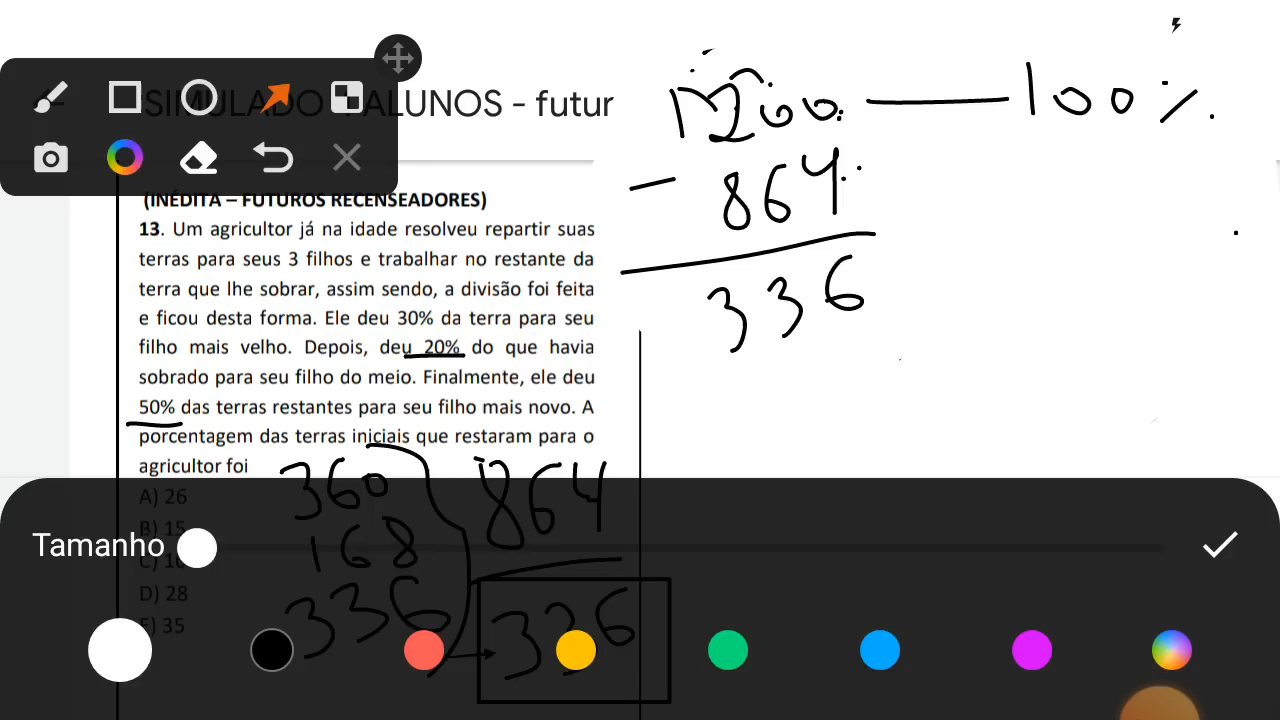 SIMULADO ALUNOS - futur
(INÉDITA – FUTUROS RECENSEADORES)
13. Um agricultor já na idade resolveu repartir suas
terras para seus 3 filhos e trabalhar no restante da
terra que lhe sobrar, assim sendo, a divisão foi feita
e ficou desta forma. Ele deu 30% da terra para seu
filho mais velho. Depois, deu 20% do que havia
sobrado para seu filho do meio. Finalmente, ele deu
50% das terras restantes para seu filho mais novo. A
porcentagem das terras iniciais que restaram para o
agricultor foi
A) 26
B) 15
C)
D) 28
E) 35
360
168
336
864
336
1200 100%
- 864
336
Tamanho